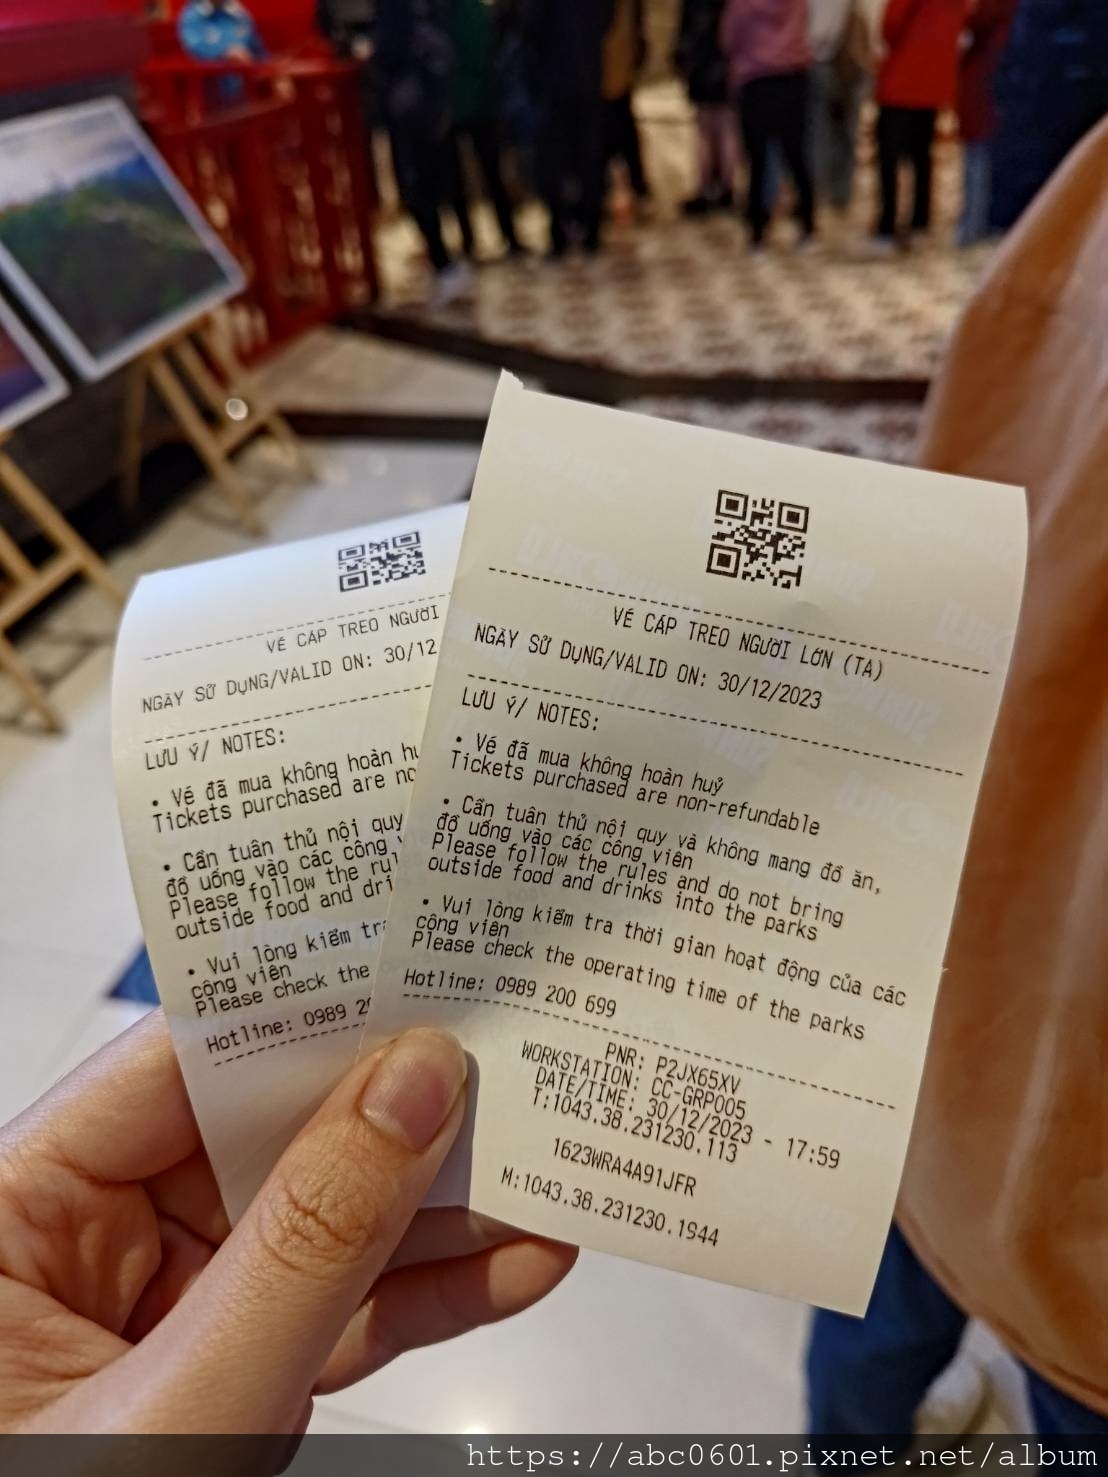 VÉ CÁP TREO NGƯỜI
NGÀY SỬ DỤNG/VALID ON: 30/12
LƯU Ý/ NOTES:
• Vé đã mua không hoàn
Tickets purchased are
• Cần tuân thủ nội quy
đồ uống vào các công
Please follow the
outside food and
• Vui lòng kiểm
công viên
Please check the
Hotline: 0989
VÉ CÁP TREO NGƯỜI LỚN (TA)
NGÀY SỬ DỤNG/VALID ON: 30/12/2023
LƯU Ý/ NOTES:
• Vé đã mua không hoàn huỷ
Tickets purchased are non-refundable
• Cần tuân thủ nội quy và không mang đồ ăn,
đồ uống vào các công viên
Please follow the rules and do not bring
outside food and drinks into the parks
• Vui lòng kiểm tra thời gian hoạt động của các
công viên
Please check the operating time of the parks
Hotline: 0989 200 699
PNR: P2JX65XV
WORKSTATION: CC-GRP005
DATE/TIME: 30/12/2023 - 17:59
T:1043.38.231230.113
1623WRA4A91JFR
M:1043.38.231230.1944
https://abc0601.pixnet.net/album